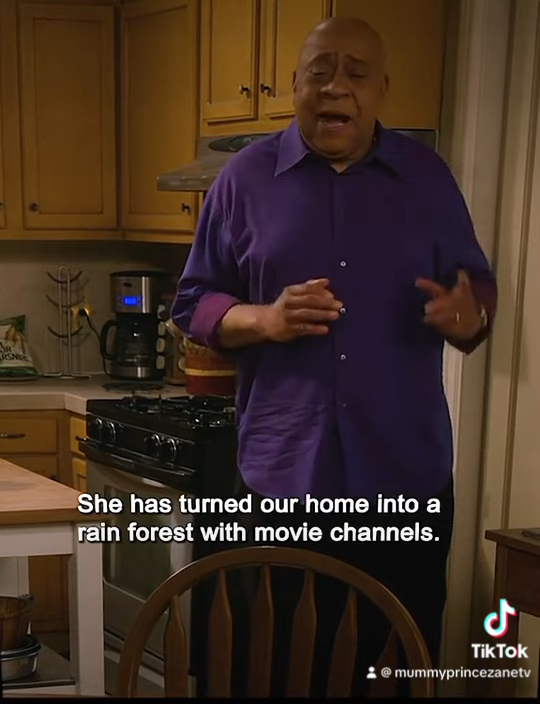 She has turned our home into a
rain forest with movie channels.
TikTok
@mummyprincezanetv